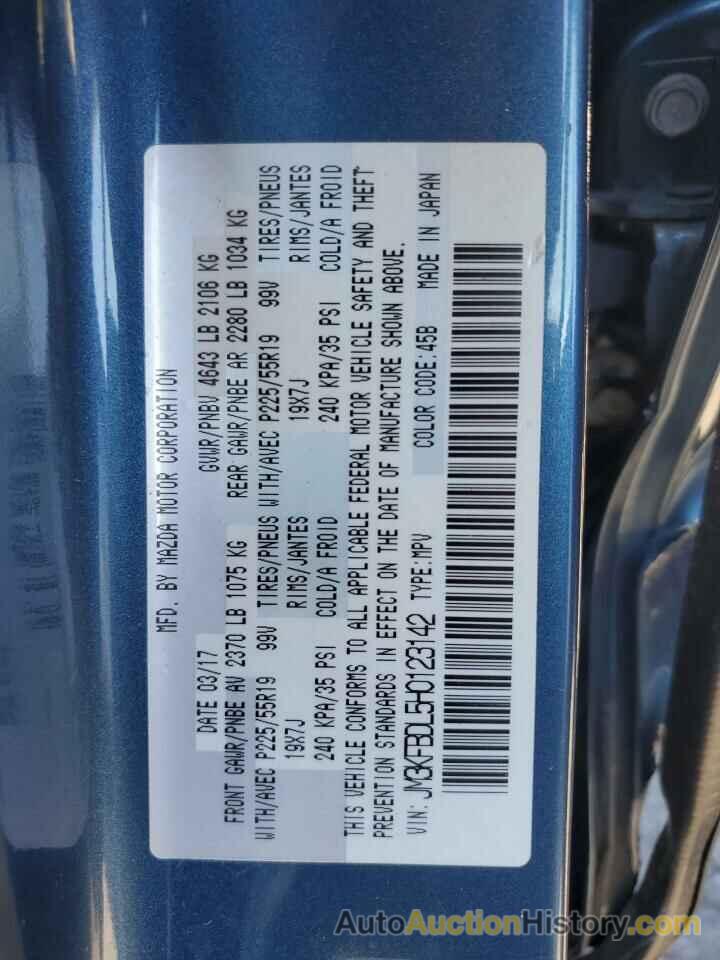 MFD. BY MAZDA MOTOR CORPORATION
DATE 03/17 GVWR/PNBV 4643 LB 2106 KG
FRONT GAWR/PNBE AV 2370 LB 1075 KG REAR GAWR/PNBE AR 2280 LB 1034 KG
WITH/AVEC P225/55R19 99V TIRES/PNEUS WITH/AVEC P225/55R19 99V TIRES/PNEUS
19X7J RIMS/JANTES 19X7J RIMS/JANTES
240 KPA/35 PSI COLD/A FROID 240 KPA/35 PSI COLD/A FROID
THIS VEHICLE CONFORMS TO ALL APPLICABLE FEDERAL MOTOR VEHICLE SAFETY AND THEFT
PREVENTION STANDARDS IN EFFECT ON THE DATE OF MANUFACTURE SHOWN ABOVE.
VIN: JM3KFBDL5H0123142 TYPE:MPV COLOR CODE:45B MADE IN JAPAN
AutoAuctionHistory.com